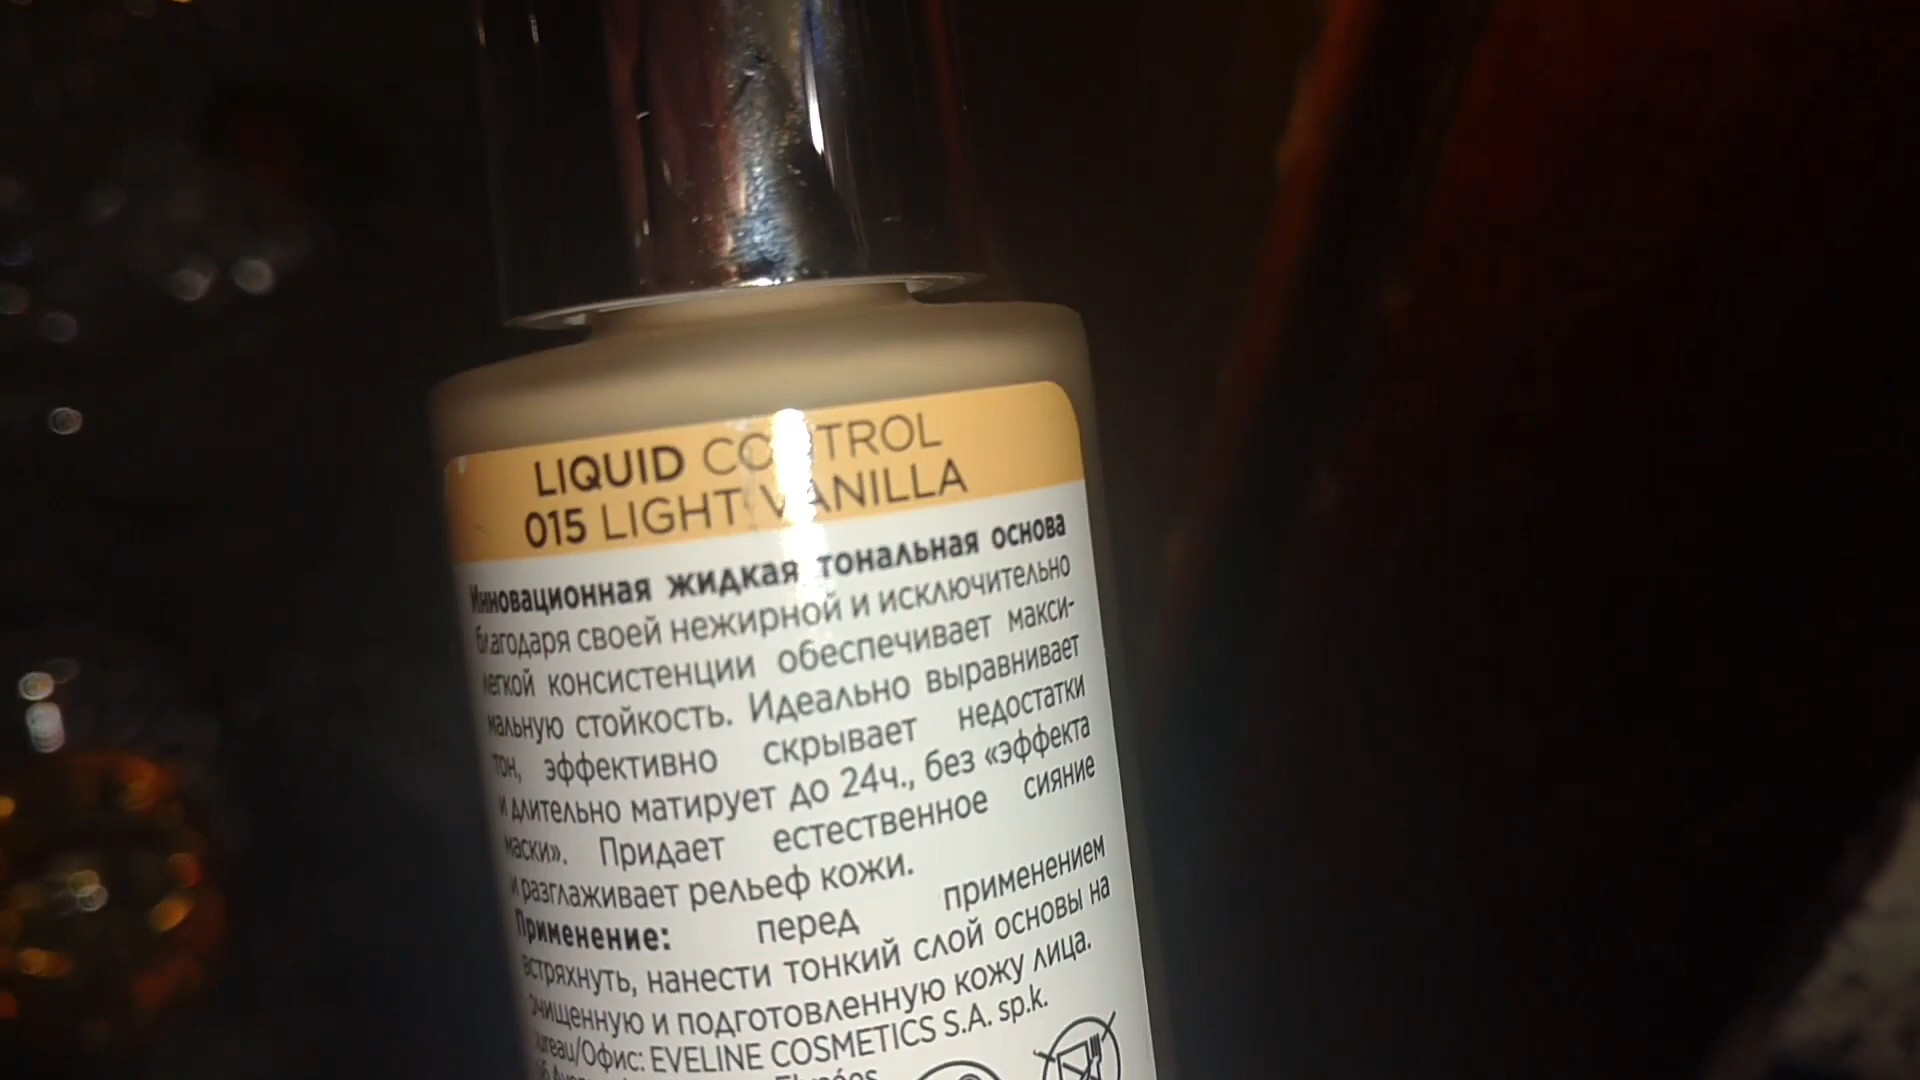 LIQUID CONTROL
015 LIGHT VANILLA
Инновационная жидкая тональная основа
благодаря своей нежирной и исключительно
легкой консистенции обеспечивает макси-
мальную стойкость. Идеально выравнивает
тон, эффективно скрывает недостатки
и длительно матирует до 24ч., без «эффекта
маски». Придает естественное сияние
и разглаживает рельеф кожи.
Применение: перед применением
встряхнуть, нанести тонкий слой основы на
очищенную и подготовленную кожу лица.
Bureau/Офис: EVELINE COSMETICS S.A. sp.k.